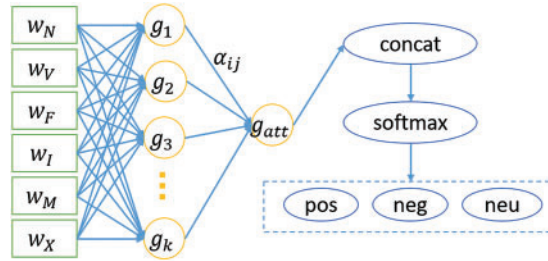 w_N
w_V
w_F
w_I
w_M
w_X
g_1
g_2
g_3
g_k
α_ij
g_att
concat
softmax
pos neg neu